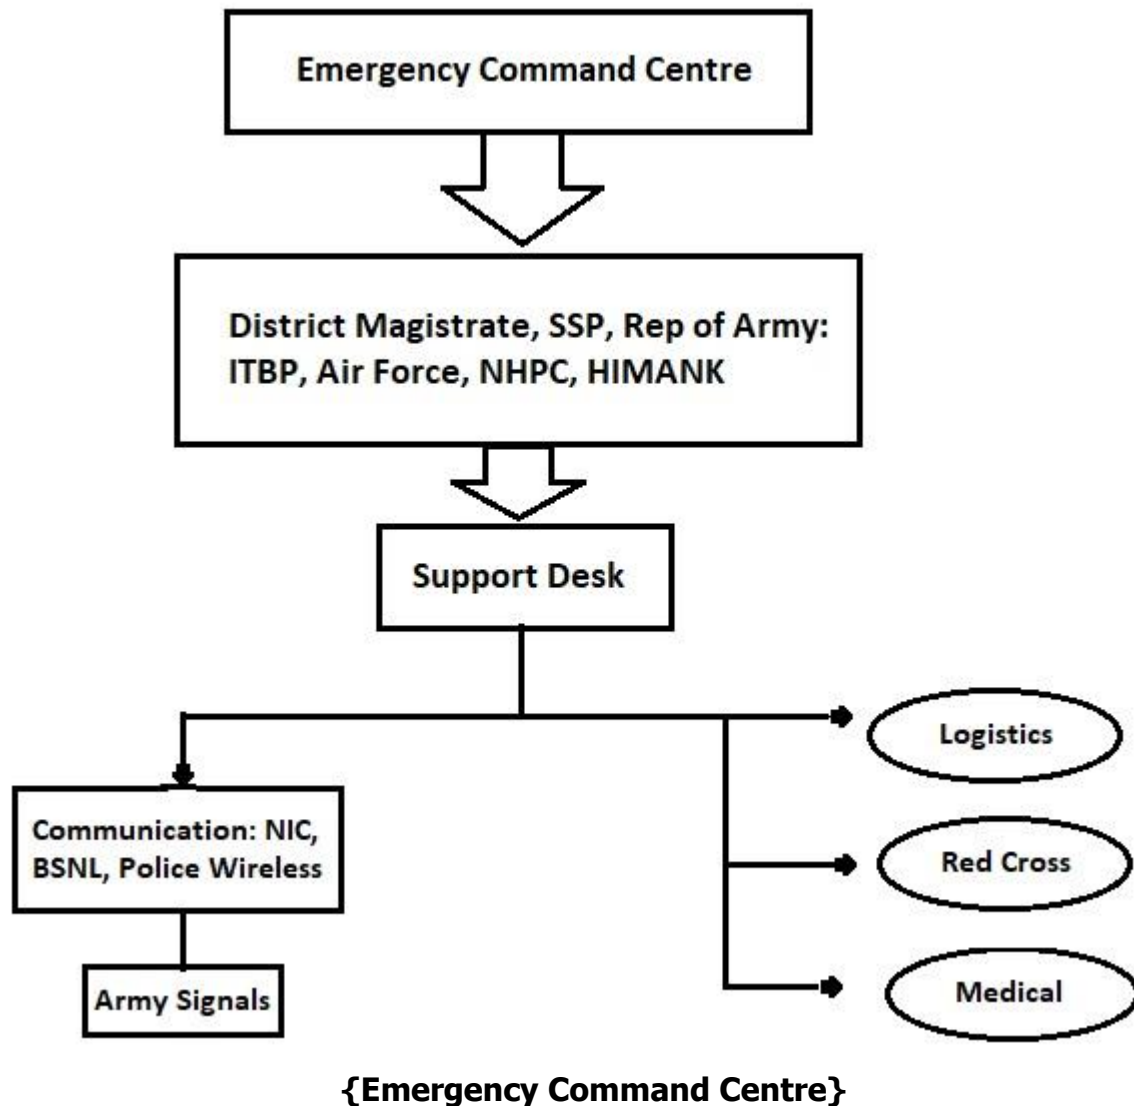 Emergency Command Centre
District Magistrate, SSP, Rep of Army:
ITBP, Air Force, NHPC, HIMANK
Support Desk
Logistics
Communication: NIC,
BSNL, Police Wireless
Red Cross
Army Signals
Medical
{Emergency Command Centre}